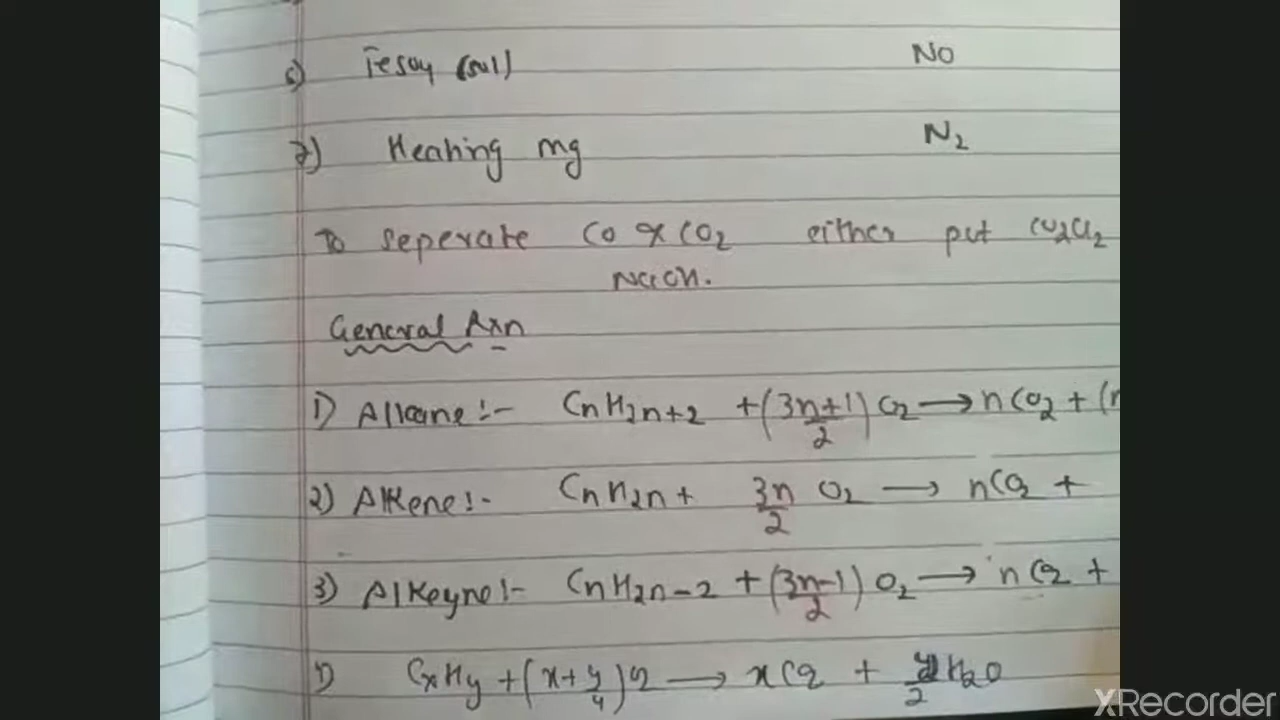 6) FeSO4 (sol) NO
7) Heating mg N2
To seperate CO & CO2 either put Cu2Cl2
NaOH.
General Rxn
1) Alkane :- CnH2n+2 + (3n+1/2) O2 → nCO2 + (n
2) Alkene :- CnH2n + 3n/2 O2 → nCO2 +
3) Alkeyne :- CnH2n-2 + (3n-1/2) O2 → nCO2 +
1) CxHy + (x+y/4) O2 → xCO2 + y/2 H2O
XRecorder